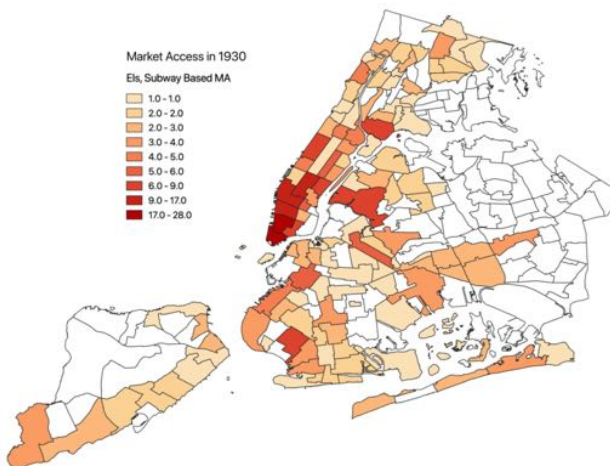 Market Access in 1930
Els, Subway Based MA
1.0 - 1.0
2.0 - 2.0
2.0 - 3.0
3.0 - 4.0
4.0 - 5.0
5.0 - 6.0
6.0 - 9.0
9.0 - 17.0
17.0 - 28.0